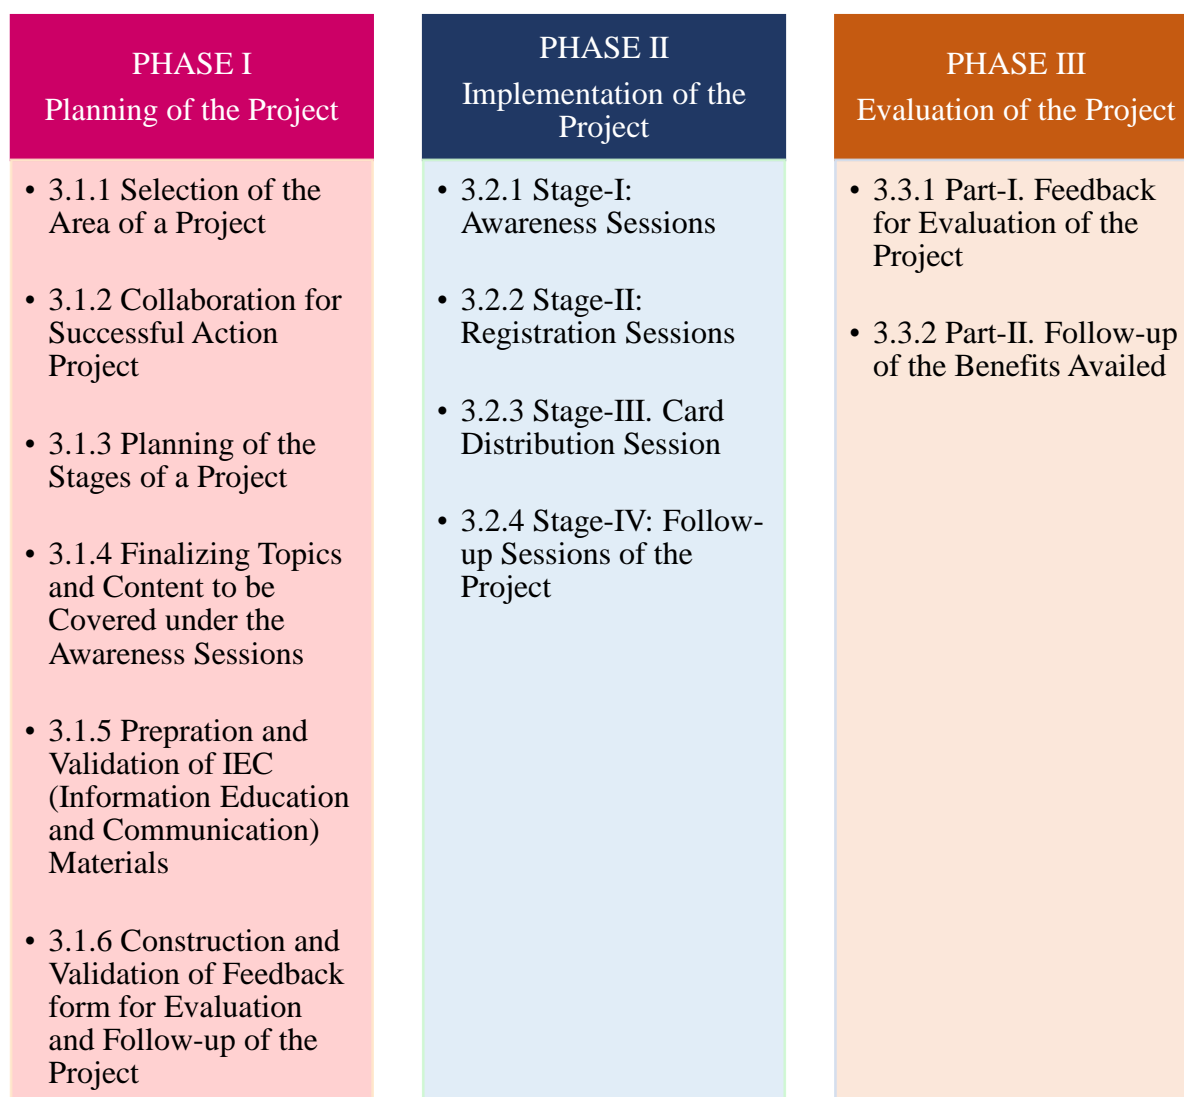 PHASE I
Planning of the Project
• 3.1.1 Selection of the
Area of a Project
• 3.1.2 Collaboration for
Successful Action
Project
• 3.1.3 Planning of the
Stages of a Project
• 3.1.4 Finalizing Topics
and Content to be
Covered under the
Awareness Sessions
• 3.1.5 Prepration and
Validation of IEC
(Information Education
and Communication)
Materials
• 3.1.6 Construction and
Validation of Feedback
form for Evaluation
and Follow-up of the
Project
PHASE II
Implementation of the
Project
• 3.2.1 Stage-I:
Awareness Sessions
• 3.2.2 Stage-II:
Registration Sessions
• 3.2.3 Stage-III. Card
Distribution Session
• 3.2.4 Stage-IV: Follow-
up Sessions of the
Project
PHASE III
Evaluation of the Project
• 3.3.1 Part-I. Feedback
for Evaluation of the
Project
• 3.3.2 Part-II. Follow-up
of the Benefits Availed